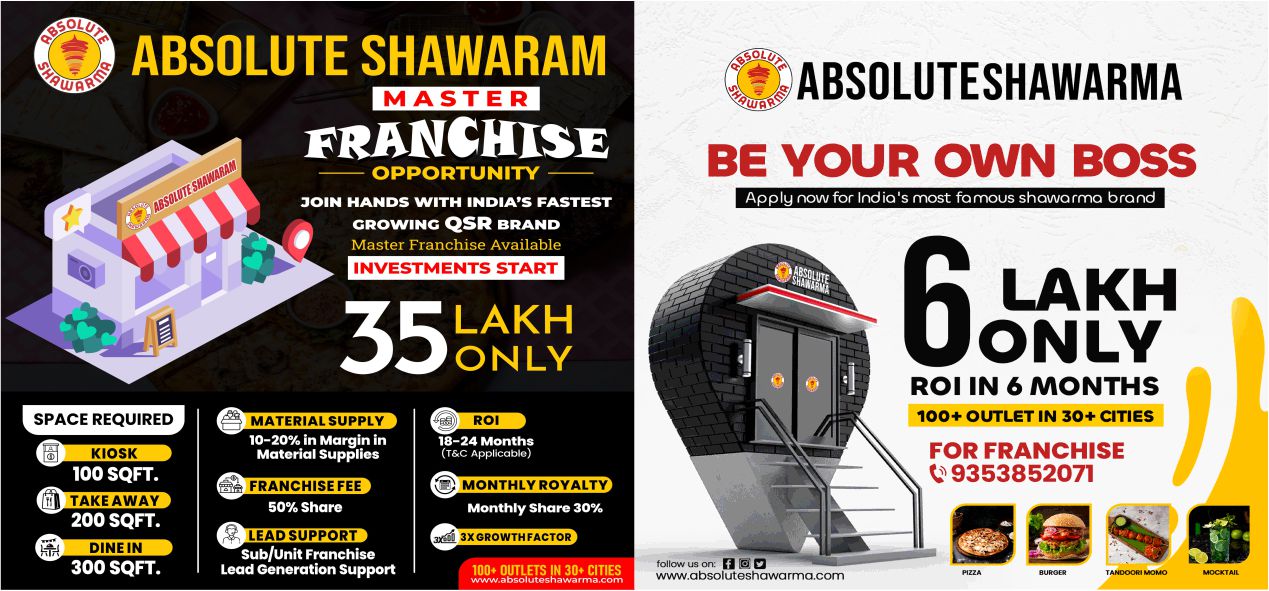 ABSOLUTE
SHAWARMA
ABSOLUTE SHAWARAM
MASTER
FRANCHISE
OPPORTUNITY
JOIN HANDS WITH INDIA'S FASTEST
GROWING QSR BRAND
Master Franchise Available
INVESTMENTS START
35 LAKH
ONLY
ABSOLUTE SHAWARAM
SPACE REQUIRED
KIOSK
100 SQFT.
TAKE AWAY
200 SQFT.
DINE IN
300 SQFT.
MATERIAL SUPPLY
10-20% in Margin in
Material Supplies
FRANCHISE FEE
50% Share
LEAD SUPPORT
Sub/Unit Franchise
Lead Generation Support
ROI
18-24 Months
(T&C Applicable)
MONTHLY ROYALTY
Monthly Share 30%
3X
3X GROWTH FACTOR
100+ OUTLETS IN 30+ CITIES
www.absoluteshawarma.com
ABSOLUTE
SHAWARMA
ABSOLUTESHAWARMA
BE YOUR OWN BOSS
Apply now for India's most famous shawarma brand
ABSOLUTE
SHAWARMA
6 LAKH
ONLY
ROI IN 6 MONTHS
100+ OUTLET IN 30+ CITIES
FOR FRANCHISE
9353852071
PIZZA
BURGER
TANDOORI MOMO
MOCKTAIL
follow us on:
www.absoluteshawarma.com